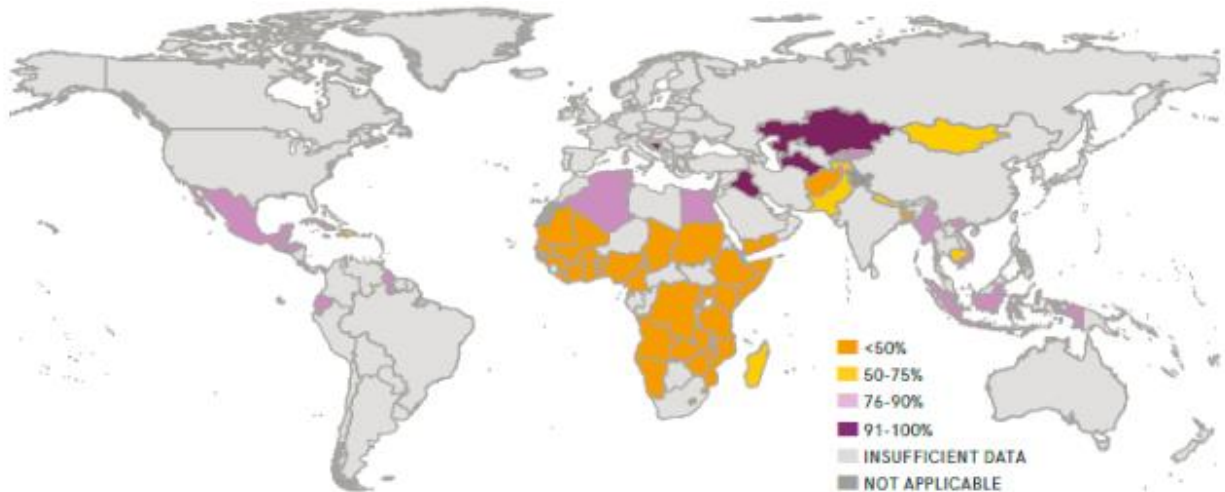 <50%
50-75%
76-90%
91-100%
INSUFFICIENT DATA
NOT APPLICABLE